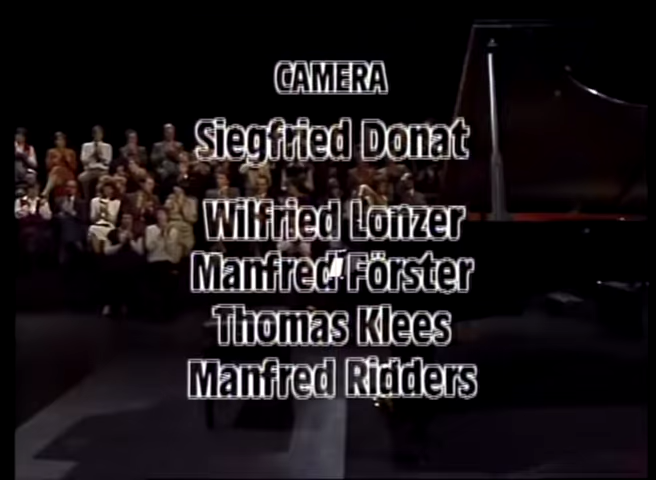 CAMERA
Siegfried Donat
Wilfried Lonzer
Manfred Förster
Thomas Klees
Manfred Ridders